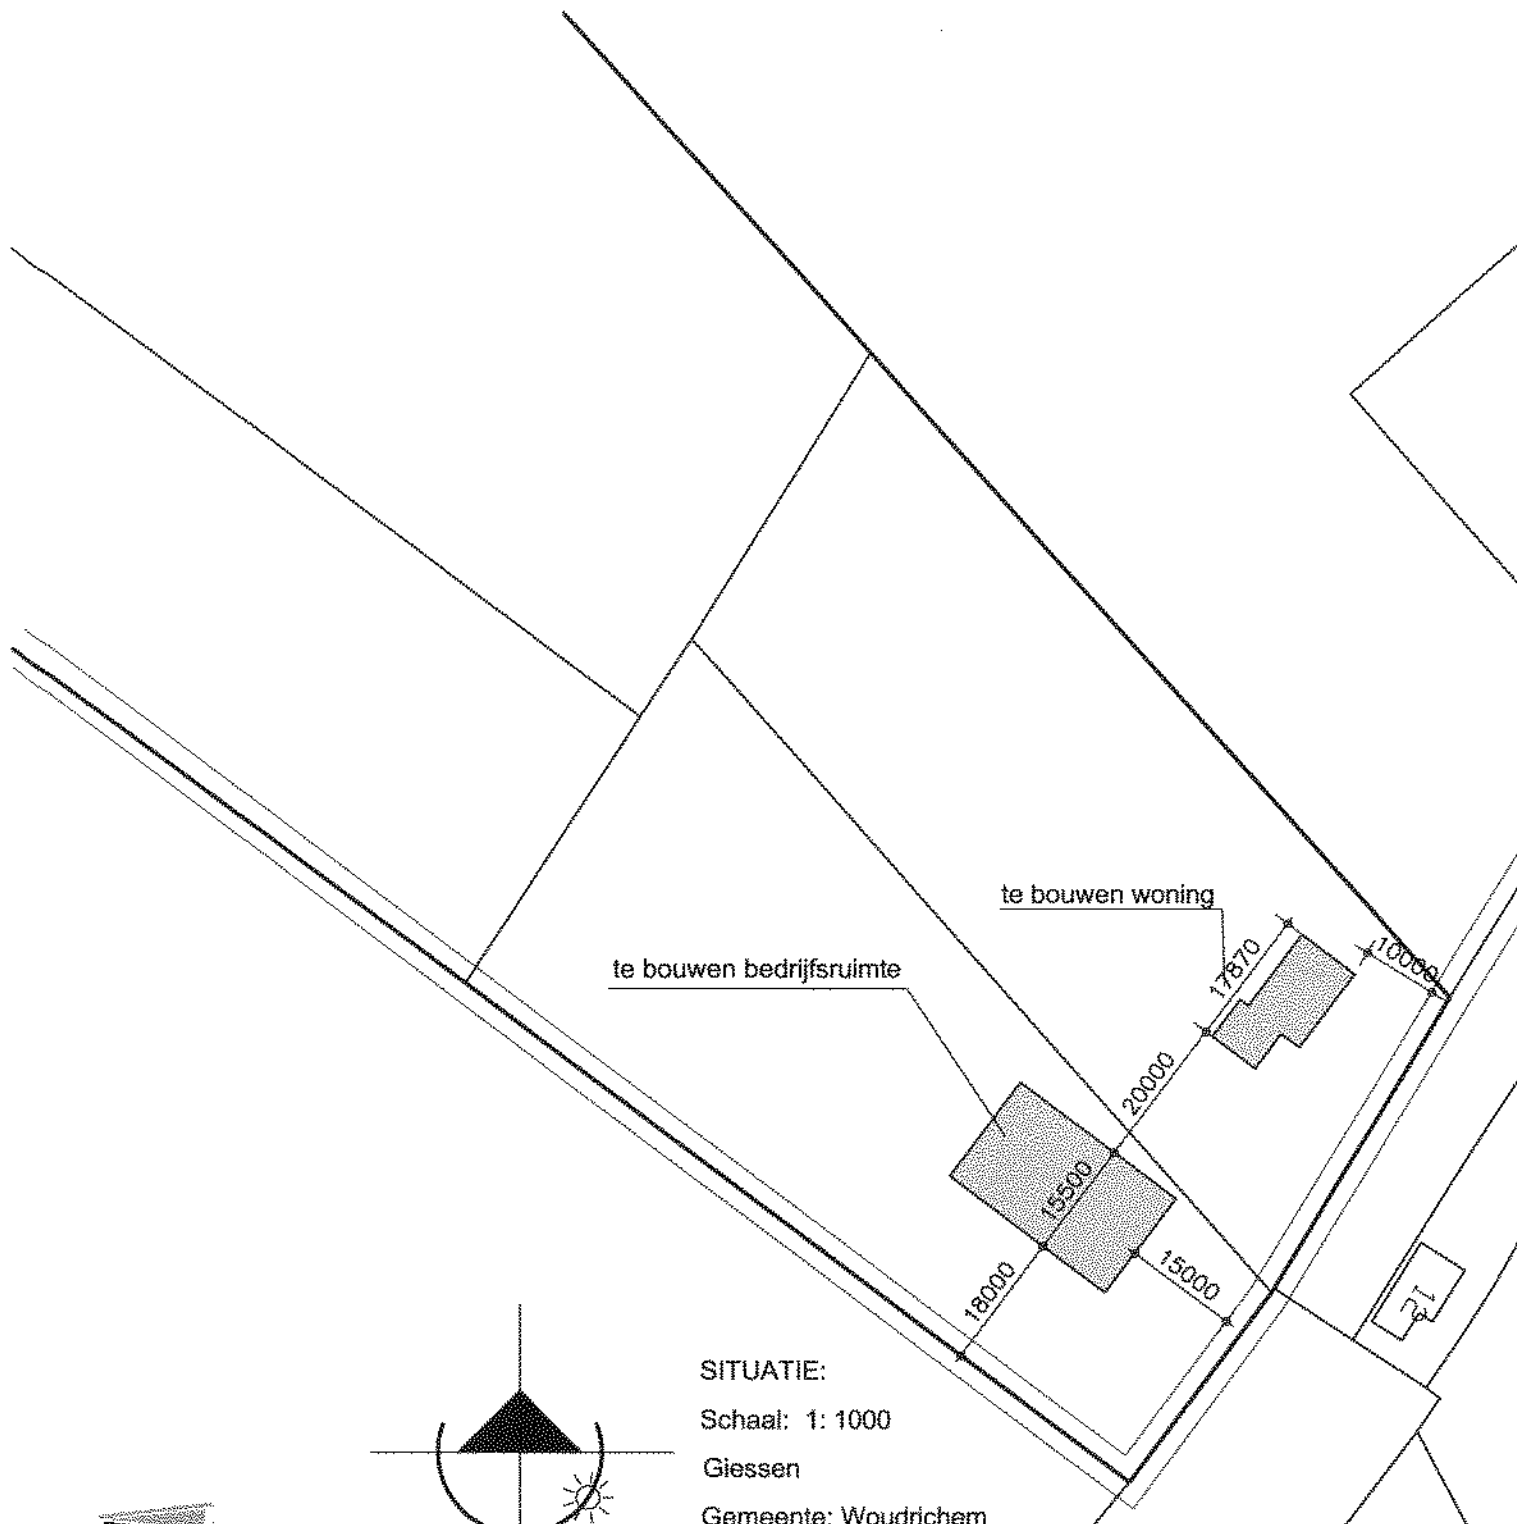 te bouwen woning
10000
17870
te bouwen bedrijfsruimte
20000
15500
15000
18000
12
SITUATIE:
Schaal: 1: 1000
Giessen
Gemeente: Woudrichem